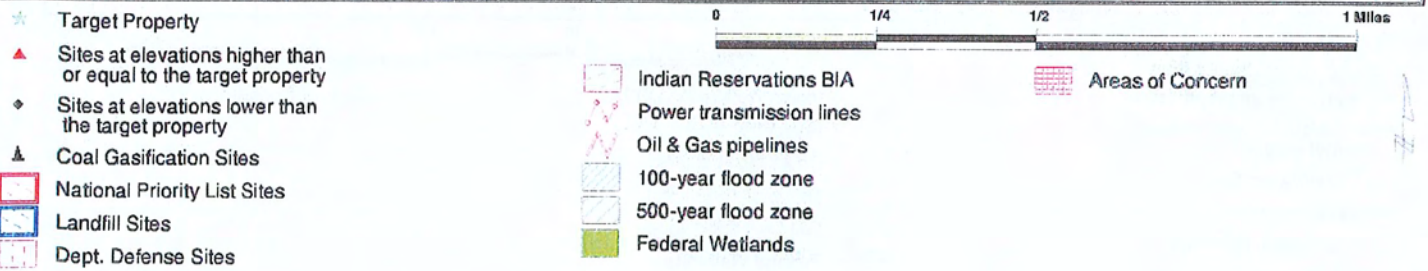 0 1/4 1/2 1 Miles
Target Property
Sites at elevations higher than
or equal to the target property
Sites at elevations lower than
the target property
Coal Gasification Sites
National Priority List Sites
Landfill Sites
Dept. Defense Sites
Indian Reservations BIA
Power transmission lines
Oil & Gas pipelines
100-year flood zone
500-year flood zone
Federal Wetlands
Areas of Concern